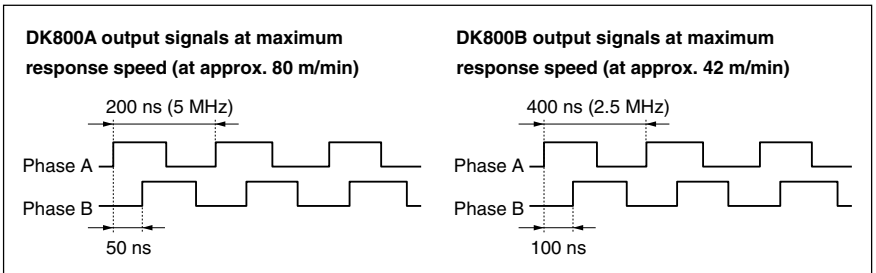 DK800A output signals at maximum
response speed (at approx. 80 m/min)
200 ns (5 MHz)
Phase A
Phase B
50 ns
DK800B output signals at maximum
response speed (at approx. 42 m/min)
400 ns (2.5 MHz)
Phase A
Phase B
100 ns